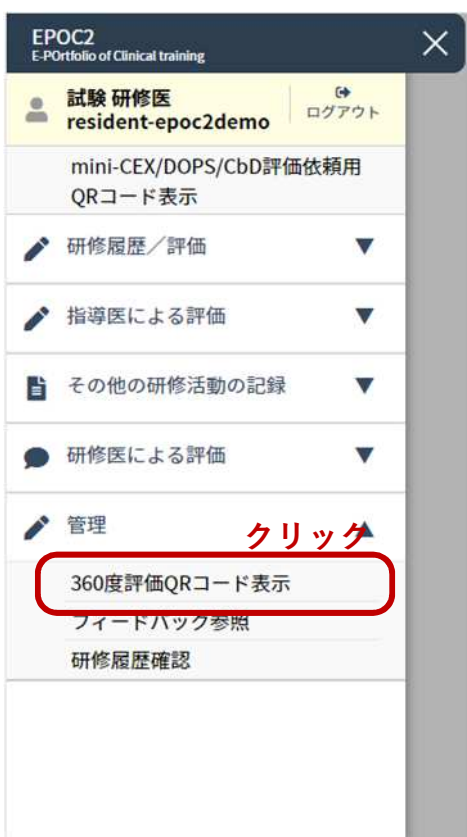 EPOC2
E-POrtfolio of Clinical training
試験 研修医
resident-epoc2demo
ログアウト
mini-CEX/DOPS/CbD評価依頼用
QRコード表示
研修履歴／評価
▼
指導医による評価
▼
その他の研修活動の記録
▼
研修医による評価
▼
管理
クリック
▲
360度評価QRコード表示
フィードバック参照
研修履歴確認